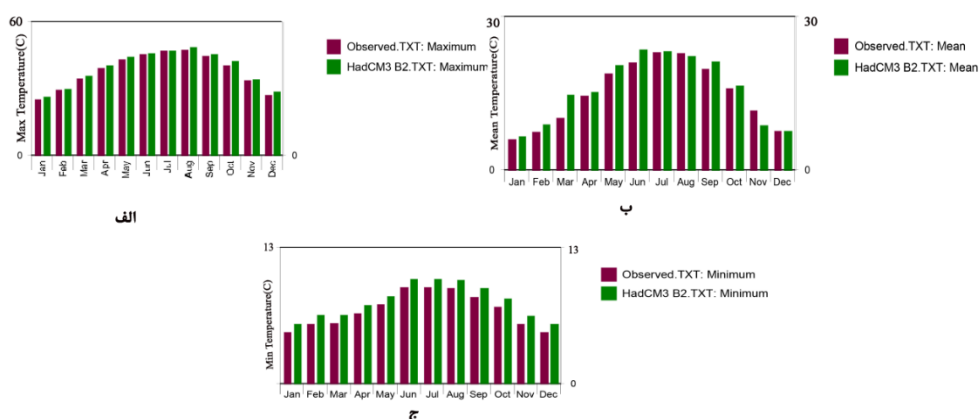 60
Max Temperature(C)
0
0
Jan Feb Mar Apr May Jun Jul Aug Sep Oct Nov Dec
Observed.TXT: Maximum
HadCM3 B2.TXT: Maximum
الف
30
30
Mean Temperature(C)
0
0
Jan Feb Mar Apr May Jun Jul Aug Sep Oct Nov Dec
Observed.TXT: Mean
HadCM3 B2.TXT: Mean
ب
13
13
Min Temperature(C)
0
Jan Feb Mar Apr May Jun Jul Aug Sep Oct Nov Dec
Observed.TXT: Minimum
HadCM3 B2.TXT: Minimum
ج